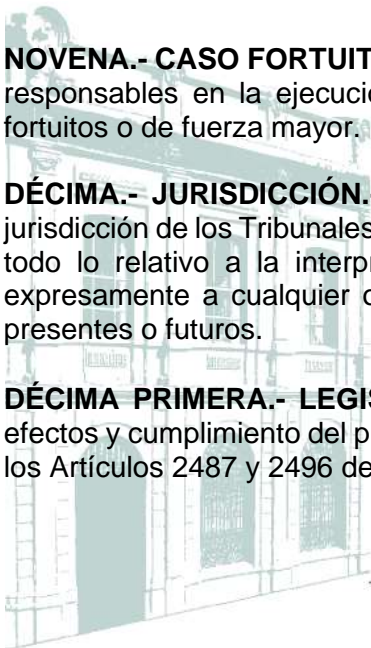 NOVENA.- CASO FORTUIT
responsables en la ejecuci
fortuitos o de fuerza mayor.
DÉCIMA.- JURISDICCIÓN.-
jurisdicción de los Tribunales
todo lo relativo a la interpr
expresamente a cualquier
presentes o futuros.
DÉCIMA PRIMERA.- LEGIS
efectos y cumplimiento del p
los Artículos 2487 y 2496 de